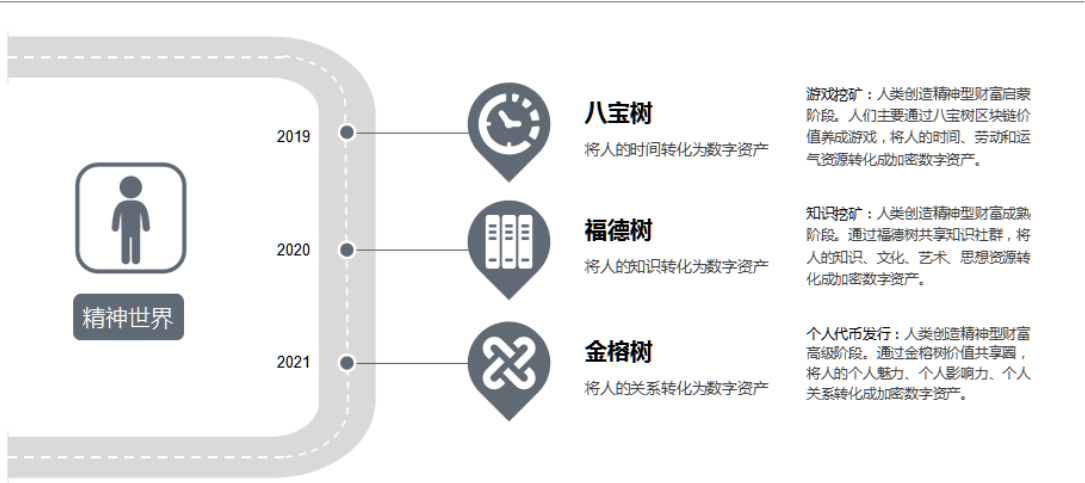 2019
八宝树
将人的时间转化为数字资产
游戏挖矿：人类创造精神型财富启蒙
阶段。人们主要通过八宝树区块链价
值养成游戏，将人的时间、劳动和运
气资源转化成加密数字资产。
精神世界
2020
福德树
将人的知识转化为数字资产
知识挖矿：人类创造精神型财富成熟
阶段。通过福德树共享知识社群，将
人的知识、文化、艺术、思想资源转
化成加密数字资产。
2021
金榕树
将人的关系转化为数字资产
个人代币发行：人类创造精神型财富
高级阶段。通过金榕树价值共享圈，
将人的个人魅力、个人影响力、个人
关系转化成加密数字资产。